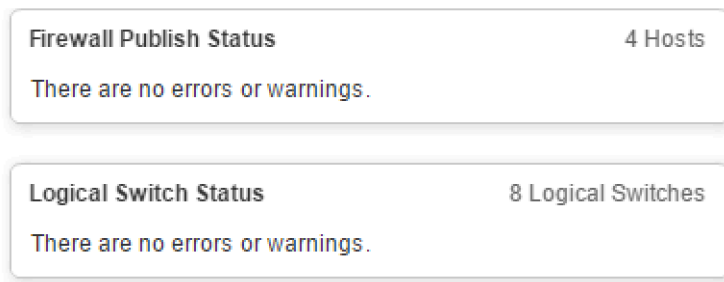 Firewall Publish Status 4 Hosts
There are no errors or warnings.
Logical Switch Status 8 Logical Switches
There are no errors or warnings.